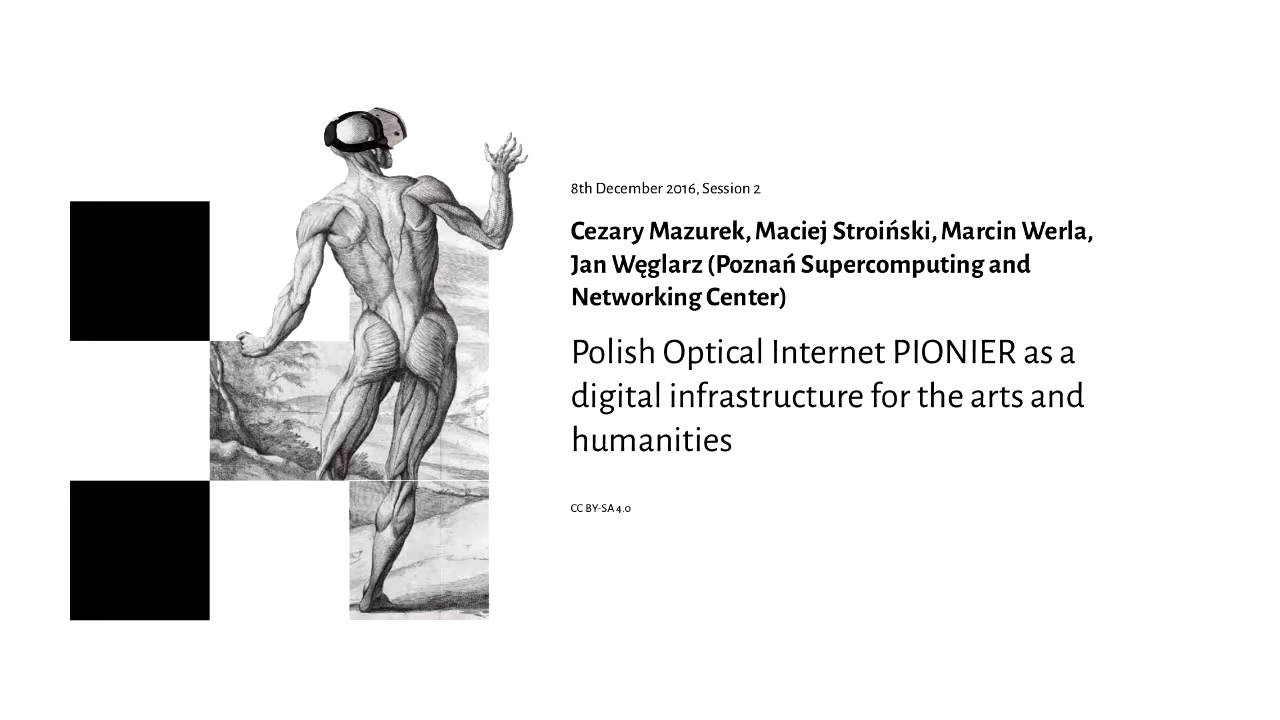 8th December 2016, Session 2
Cezary Mazurek, Maciej Stroiński, Marcin Werla,
Jan Węglarz (Poznań Supercomputing and
Networking Center)
Polish Optical Internet PIONIER as a
digital infrastructure for the arts and
humanities
CC BY-SA 4.0